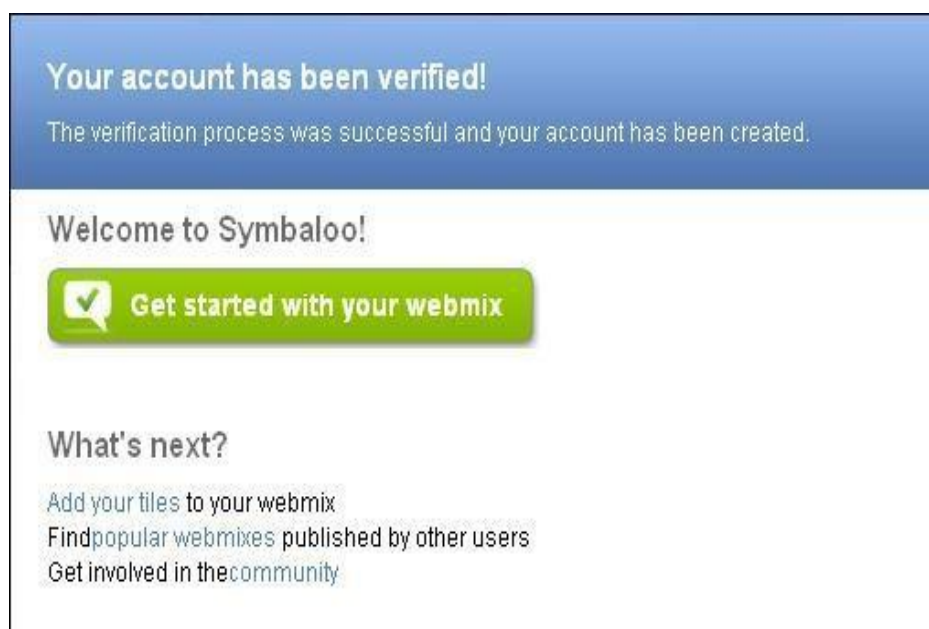 Your account has been verified!
The verification process was successful and your account has been created.
Welcome to Symbaloo!
Get started with your webmix
What's next?
Add your tiles to your webmix
Findpopular webmixes published by other users
Get involved in thecommunity